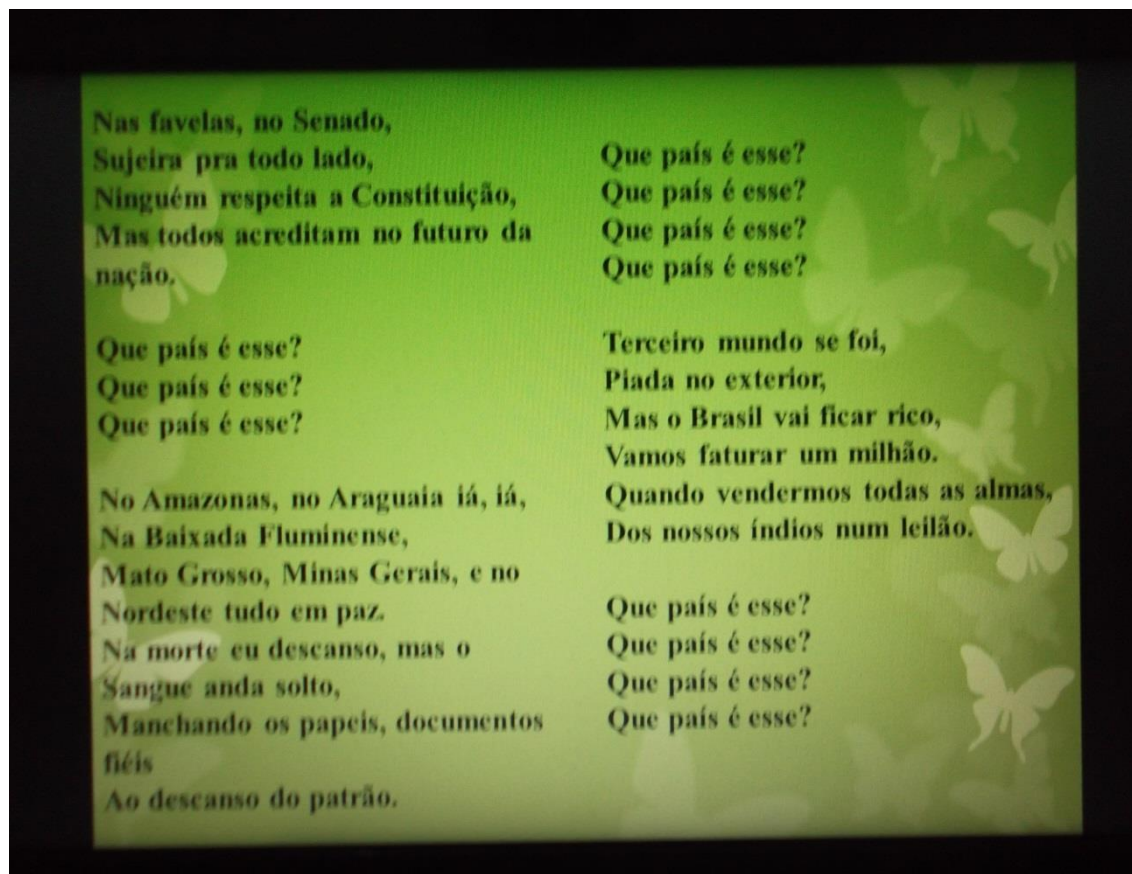 Nas favelas, no Senado,
Sujeira pra todo lado,
Ninguém respeita a Constituição,
Mas todos acreditam no futuro da
nação.
Que país é esse?
Que país é esse?
Que país é esse?
No Amazonas, no Araguaia iá, iá,
Na Baixada Fluminense,
Mato Grosso, Minas Gerais, e no
Nordeste tudo em paz.
Na morte eu descanso, mas o
Sangue anda solto,
Manchando os papeis, documentos
fiéis
Ao descanso do patrão.
Que país é esse?
Que país é esse?
Que país é esse?
Que país é esse?
Terceiro mundo se foi,
Piada no exterior,
Mas o Brasil vai ficar rico,
Vamos faturar um milhão.
Quando vendermos todas as almas,
Dos nossos índios num leilão.
Que país é esse?
Que país é esse?
Que país é esse?
Que país é esse?